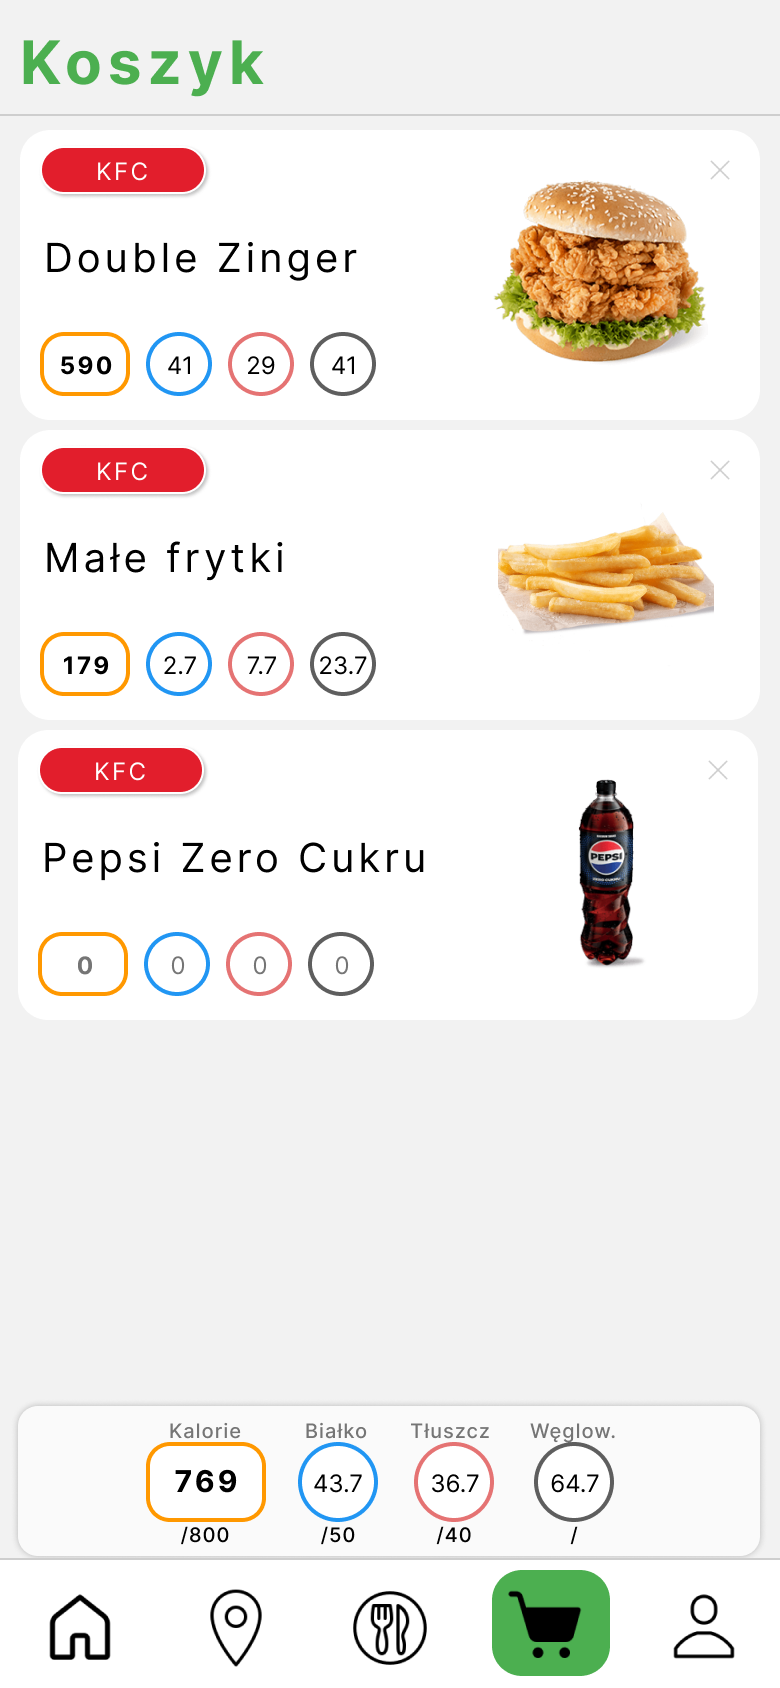 Koszyk
KFC
Double Zinger
590 41 29 41
KFC
Małe frytki
179 2.7 7.7 23.7
KFC
Pepsi Zero Cukru
PEPSI
0 0 0 0
Kalorie Białko Tłuszcz Węglow.
769 43.7 36.7 64.7
/800 /50 /40 /